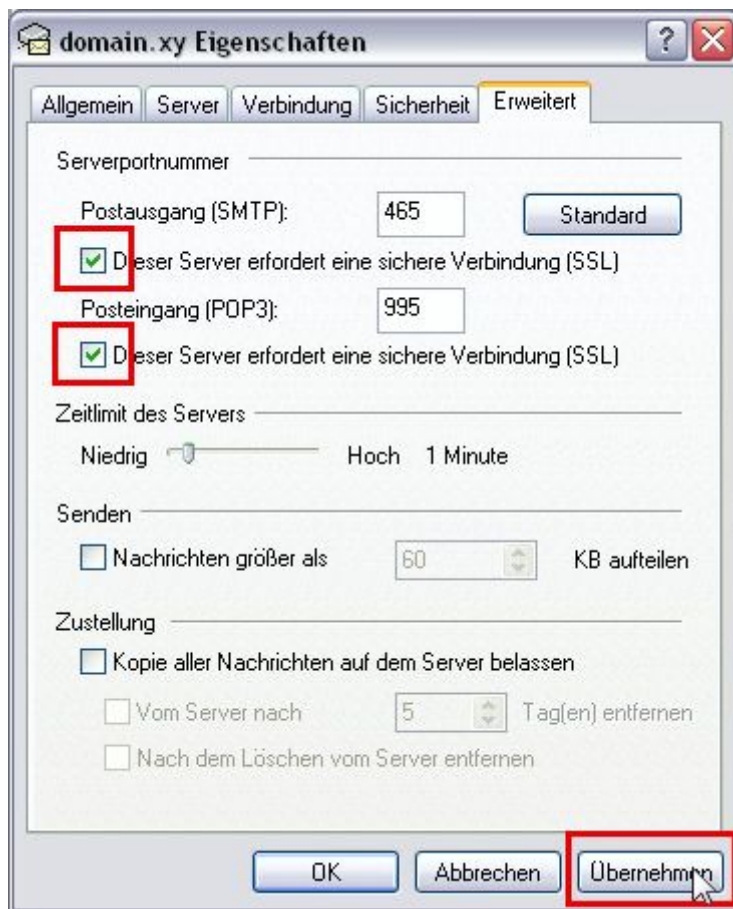 domain.xy Eigenschaften
Allgemein Server Verbindung Sicherheit Erweitert
Serverportnummer
Postausgang (SMTP): 465 Standard
Dieser Server erfordert eine sichere Verbindung (SSL)
Posteingang (POP3): 995
Dieser Server erfordert eine sichere Verbindung (SSL)
Zeitlimit des Servers
Niedrig Hoch 1 Minute
Senden
Nachrichten größer als 60 KB aufteilen
Zustellung
Kopie aller Nachrichten auf dem Server belassen
Vom Server nach 5 Tag(en) entfernen
Nach dem Löschen vom Server entfernen
OK Abbrechen Übernehmen